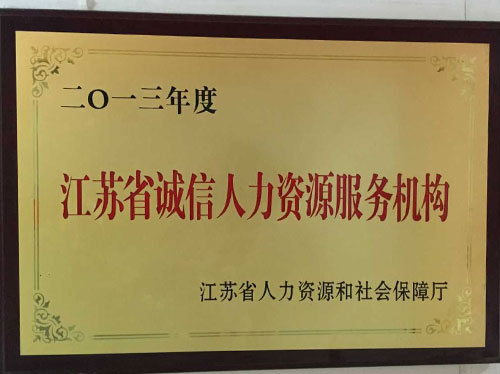 二〇一三年度
江苏省诚信人力资源服务机构
江苏省人力资源和社会保障厅